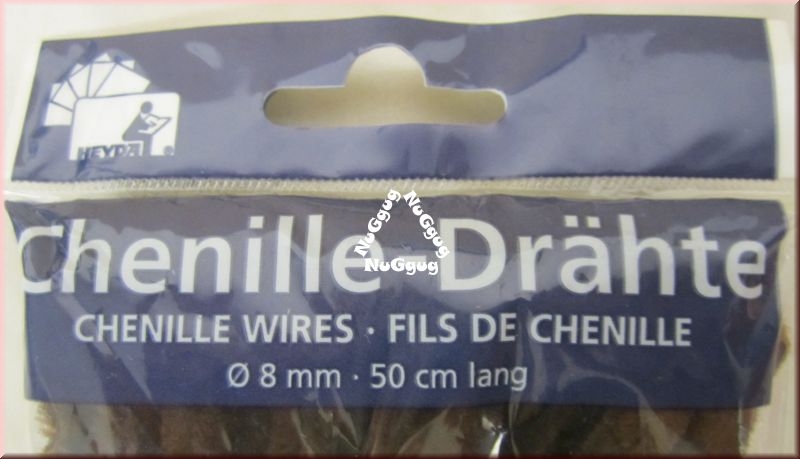 HEYDA ®
Chenille-Drähte
NuGgug NuGgug
NuGgug
CHENILLE WIRES · FILS DE CHENILLE
Ø 8 mm · 50 cm lang